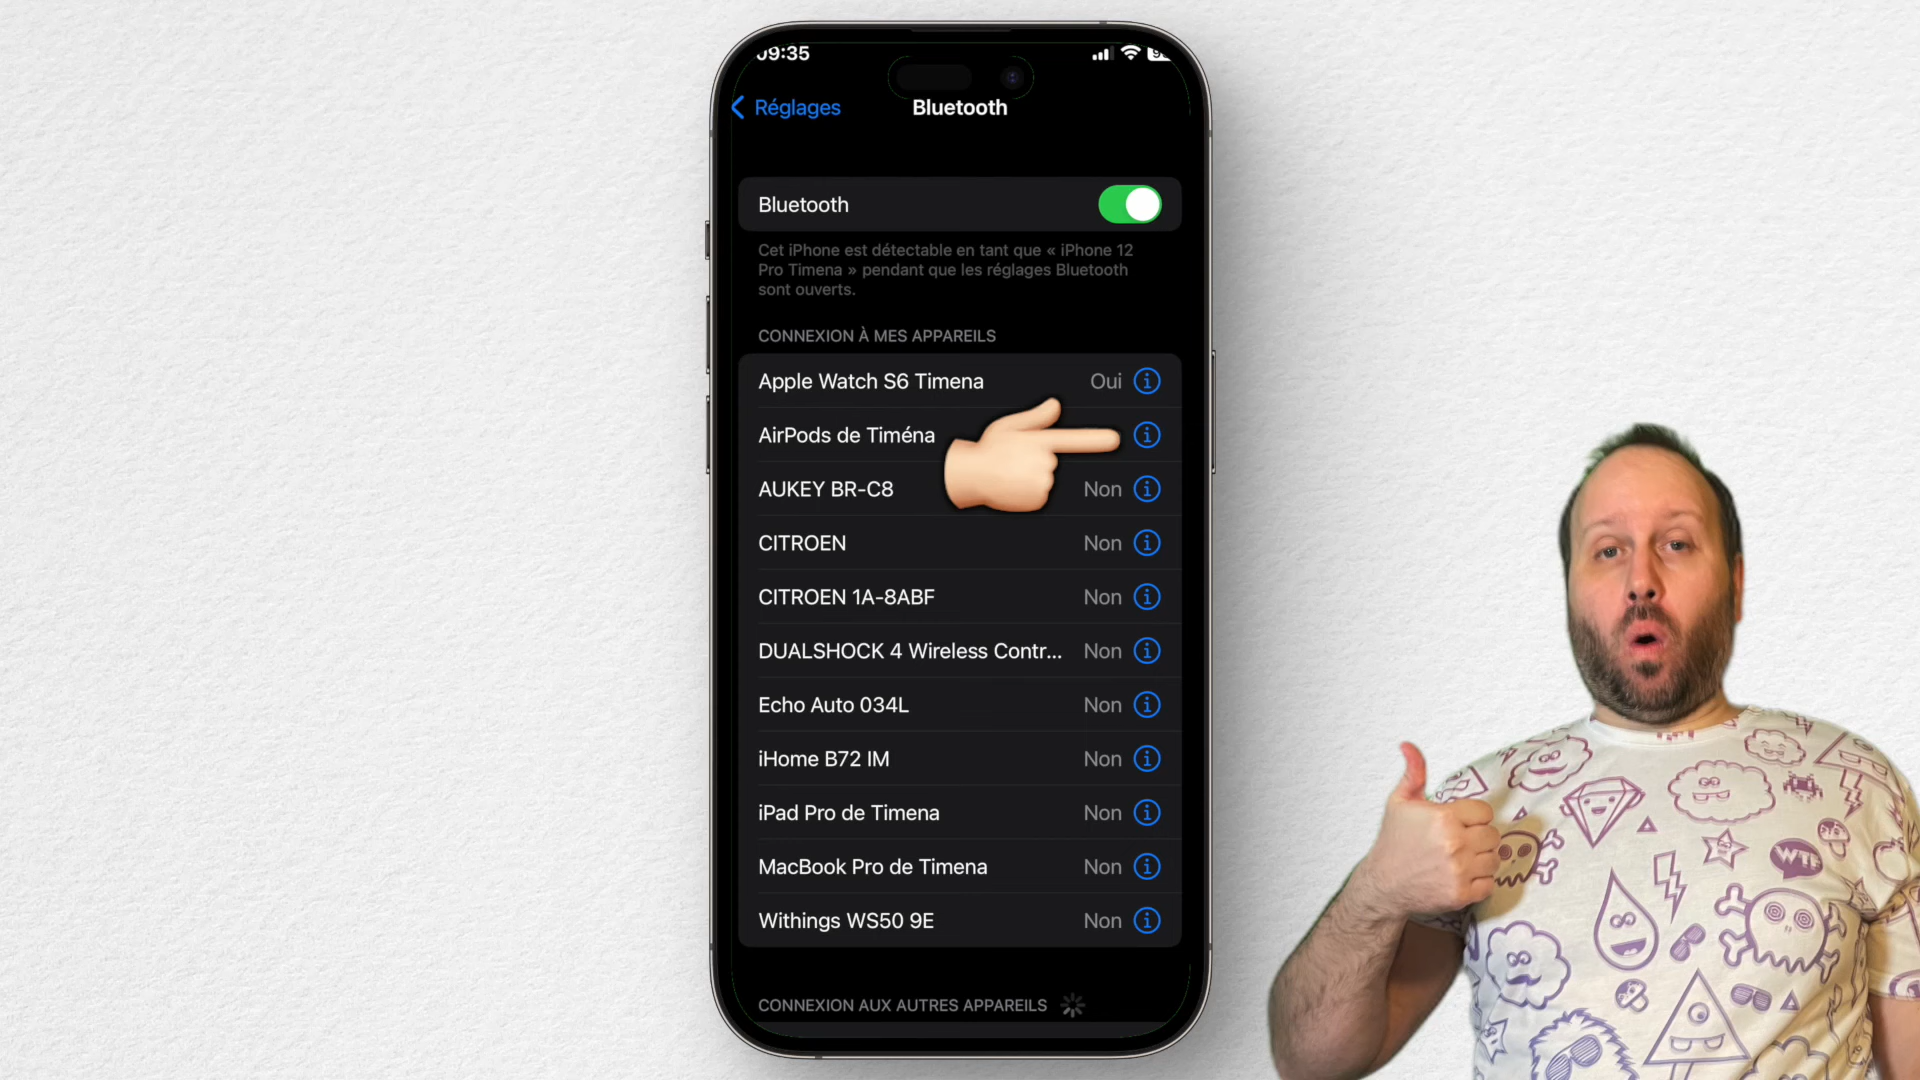 09:35
Réglages
Bluetooth
Bluetooth
Cet iPhone est détectable en tant que « iPhone 12
Pro Timena » pendant que les réglages Bluetooth
sont ouverts.
CONNEXION À MES APPAREILS
Apple Watch S6 Timena Oui
AirPods de Tiména
AUKEY BR-C8 Non
CITROEN Non
CITROEN 1A-8ABF Non
DUALSHOCK 4 Wireless Contr... Non
Echo Auto 034L Non
iHome B72 IM Non
iPad Pro de Timena Non
MacBook Pro de Timena Non
Withings WS50 9E Non
CONNEXION AUX AUTRES APPAREILS
WTF